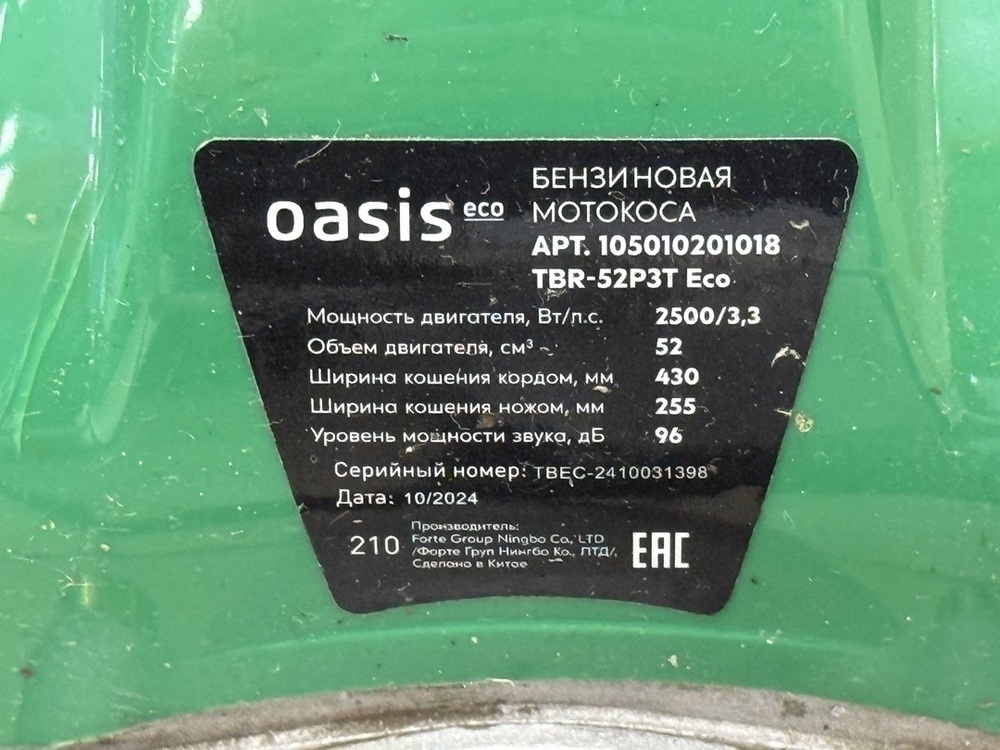 oasis eco
БЕНЗИНОВАЯ
МОТОКОСА
АРТ. 105010201018
TBR-52P3T Eco
Мощность двигателя, Вт/л.с. 2500/3,3
Объем двигателя, см³ 52
Ширина кошения кордом, мм 430
Ширина кошения ножом, мм 255
Уровень мощности звука, дБ 96
Серийный номер: TBEC-2410031398
Дата: 10/2024
210
Производитель:
Forte Group Ningbo Co., LTD
/Форте Груп Нингбо Ко., ЛТД/,
Сделано в Китае
EAC